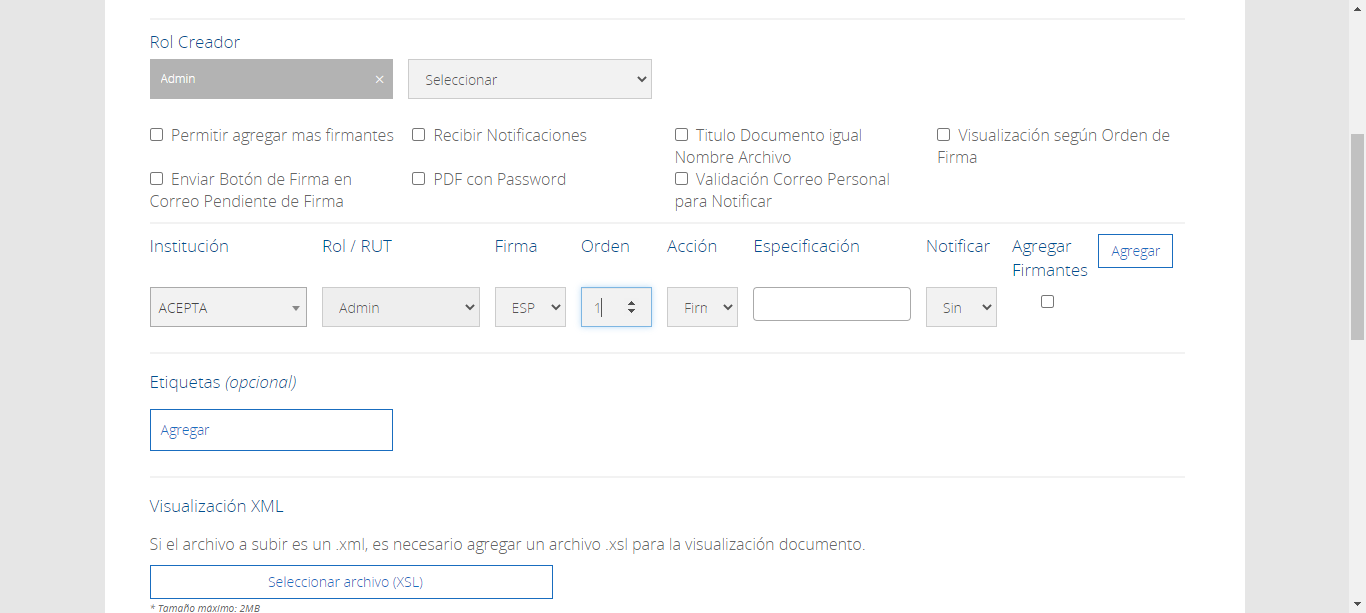 Rol Creador
Admin ×
Seleccionar
Permitir agregar mas firmantes
Recibir Notificaciones
Titulo Documento igual
Nombre Archivo
Visualización según Orden de
Firma
Enviar Botón de Firma en
Correo Pendiente de Firma
PDF con Password
Validación Correo Personal
para Notificar
Institución Rol / RUT Firma Orden Acción Especificación Notificar Agregar
Firmantes
Agregar
ACEPTA Admin ESP 1 Firn Sin
Etiquetas (opcional)
Agregar
Visualización XML
Si el archivo a subir es un .xml, es necesario agregar un archivo .xsl para la visualización documento.
Seleccionar archivo (XSL)
* Tamaño máximo: 2MB